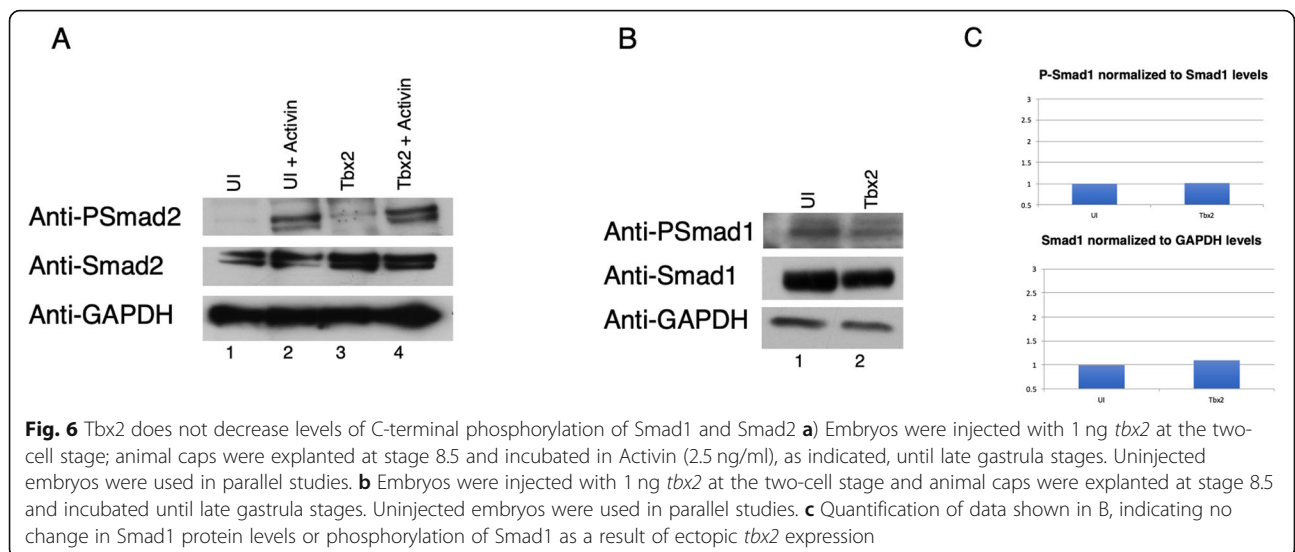 A
UI
UI + Activin
Tbx2
Tbx2 + Activin
Anti-PSmad2
Anti-Smad2
Anti-GAPDH
1 2 3 4
B
UI
Tbx2
Anti-PSmad1
Anti-Smad1
Anti-GAPDH
1 2
C
P-Smad1 normalized to Smad1 levels
3
2.5
2
1.5
1
0.5
UI Tbx2
Smad1 normalized to GAPDH levels
3
2.5
2
1.5
1
0.5
UI Tbx2
Fig. 6 Tbx2 does not decrease levels of C-terminal phosphorylation of Smad1 and Smad2 a) Embryos were injected with 1 ng tbx2 at the two-
cell stage; animal caps were explanted at stage 8.5 and incubated in Activin (2.5 ng/ml), as indicated, until late gastrula stages. Uninjected
embryos were used in parallel studies. b Embryos were injected with 1 ng tbx2 at the two-cell stage and animal caps were explanted at stage 8.5
and incubated until late gastrula stages. Uninjected embryos were used in parallel studies. c Quantification of data shown in B, indicating no
change in Smad1 protein levels or phosphorylation of Smad1 as a result of ectopic tbx2 expression